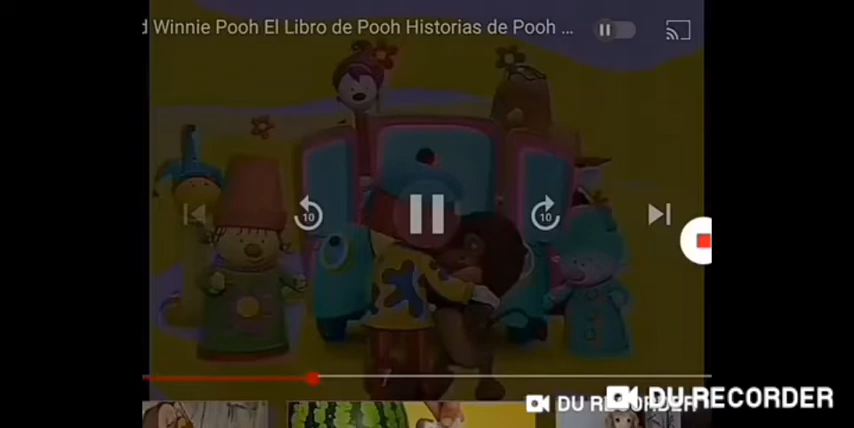 d Winnie Pooh El Libro de Pooh Historias de Pooh ...
10
10
DU RECORDER
DU RECORDER